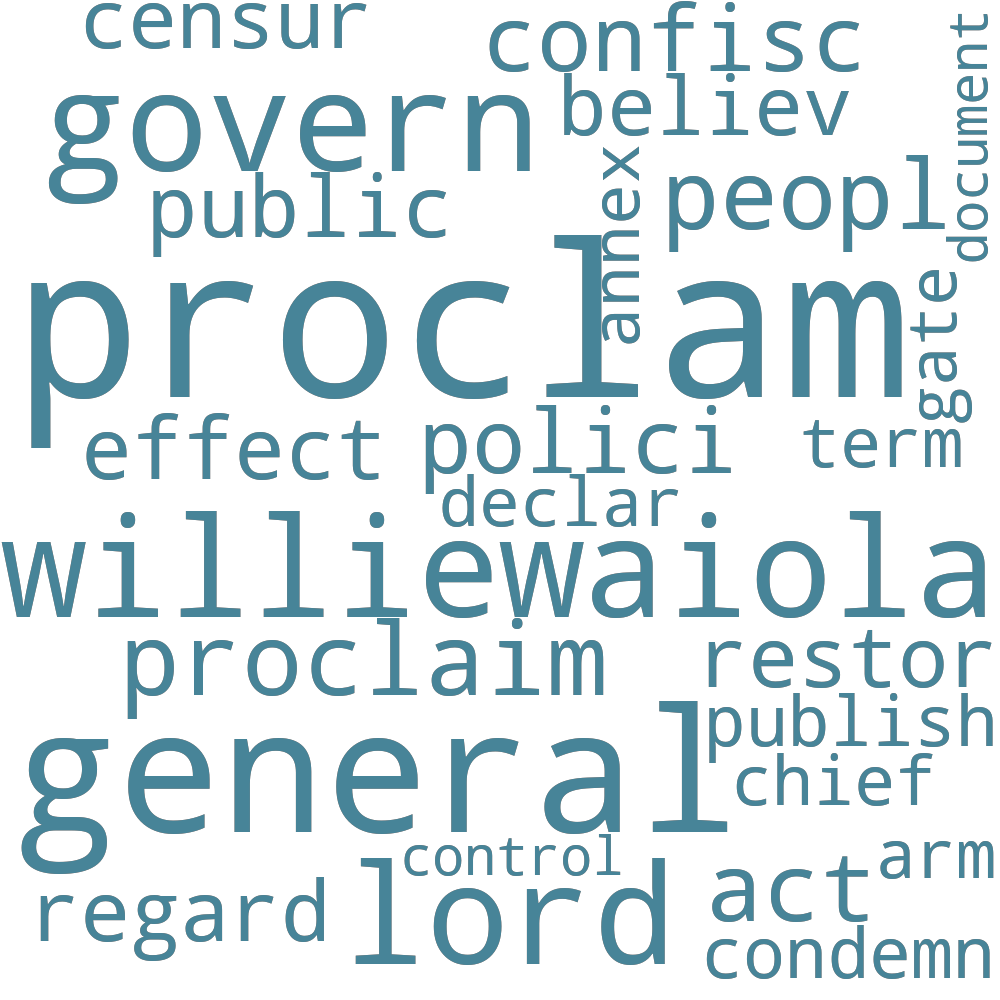 censur
confisc
document
govern
believ
annex
public
peopl
proclam
gate
effect
polici
term
declar
williewaiola
proclaim
restor
publish
general
chief
control
arm
regard
lord
act
condemn